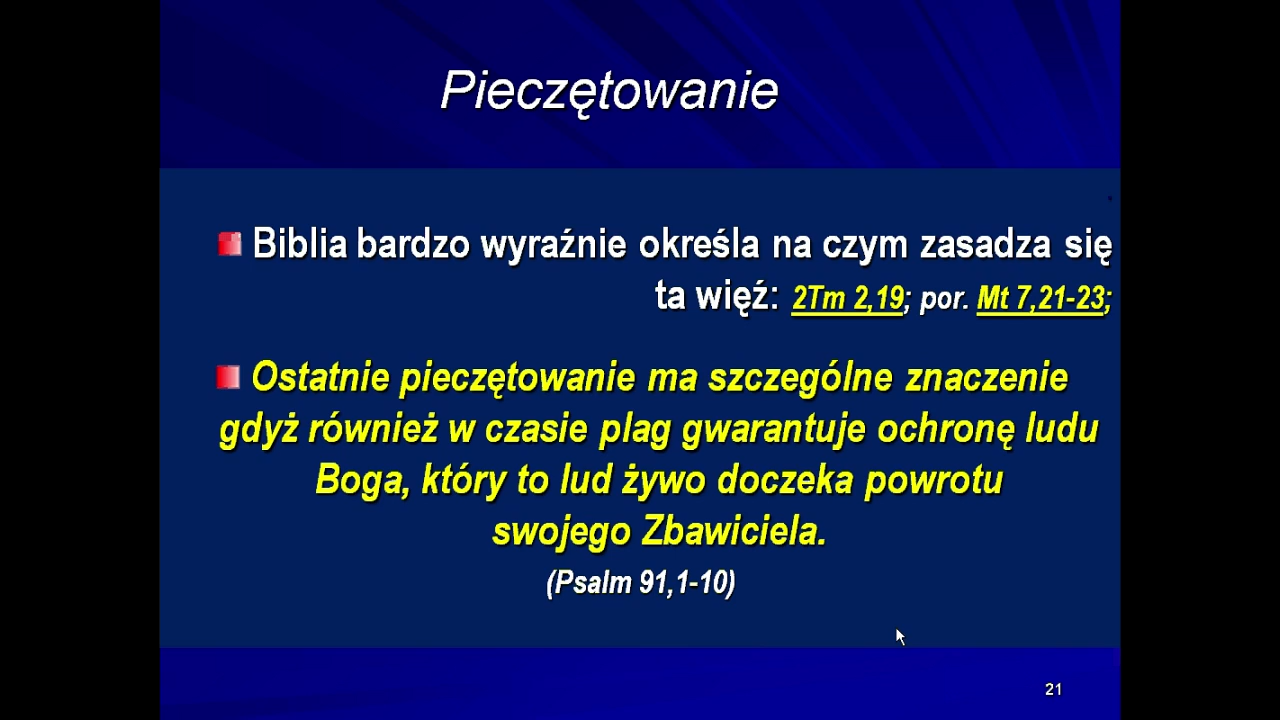 Pieczętowanie
Biblia bardzo wyraźnie określa na czym zasadza się
ta więź: 2Tm 2,19; por. Mt 7,21-23;
Ostatnie pieczętowanie ma szczególne znaczenie
gdyż również w czasie plag gwarantuje ochronę ludu
Boga, który to lud żywo doczeka powrotu
swojego Zbawiciela.
(Psalm 91,1-10)
21